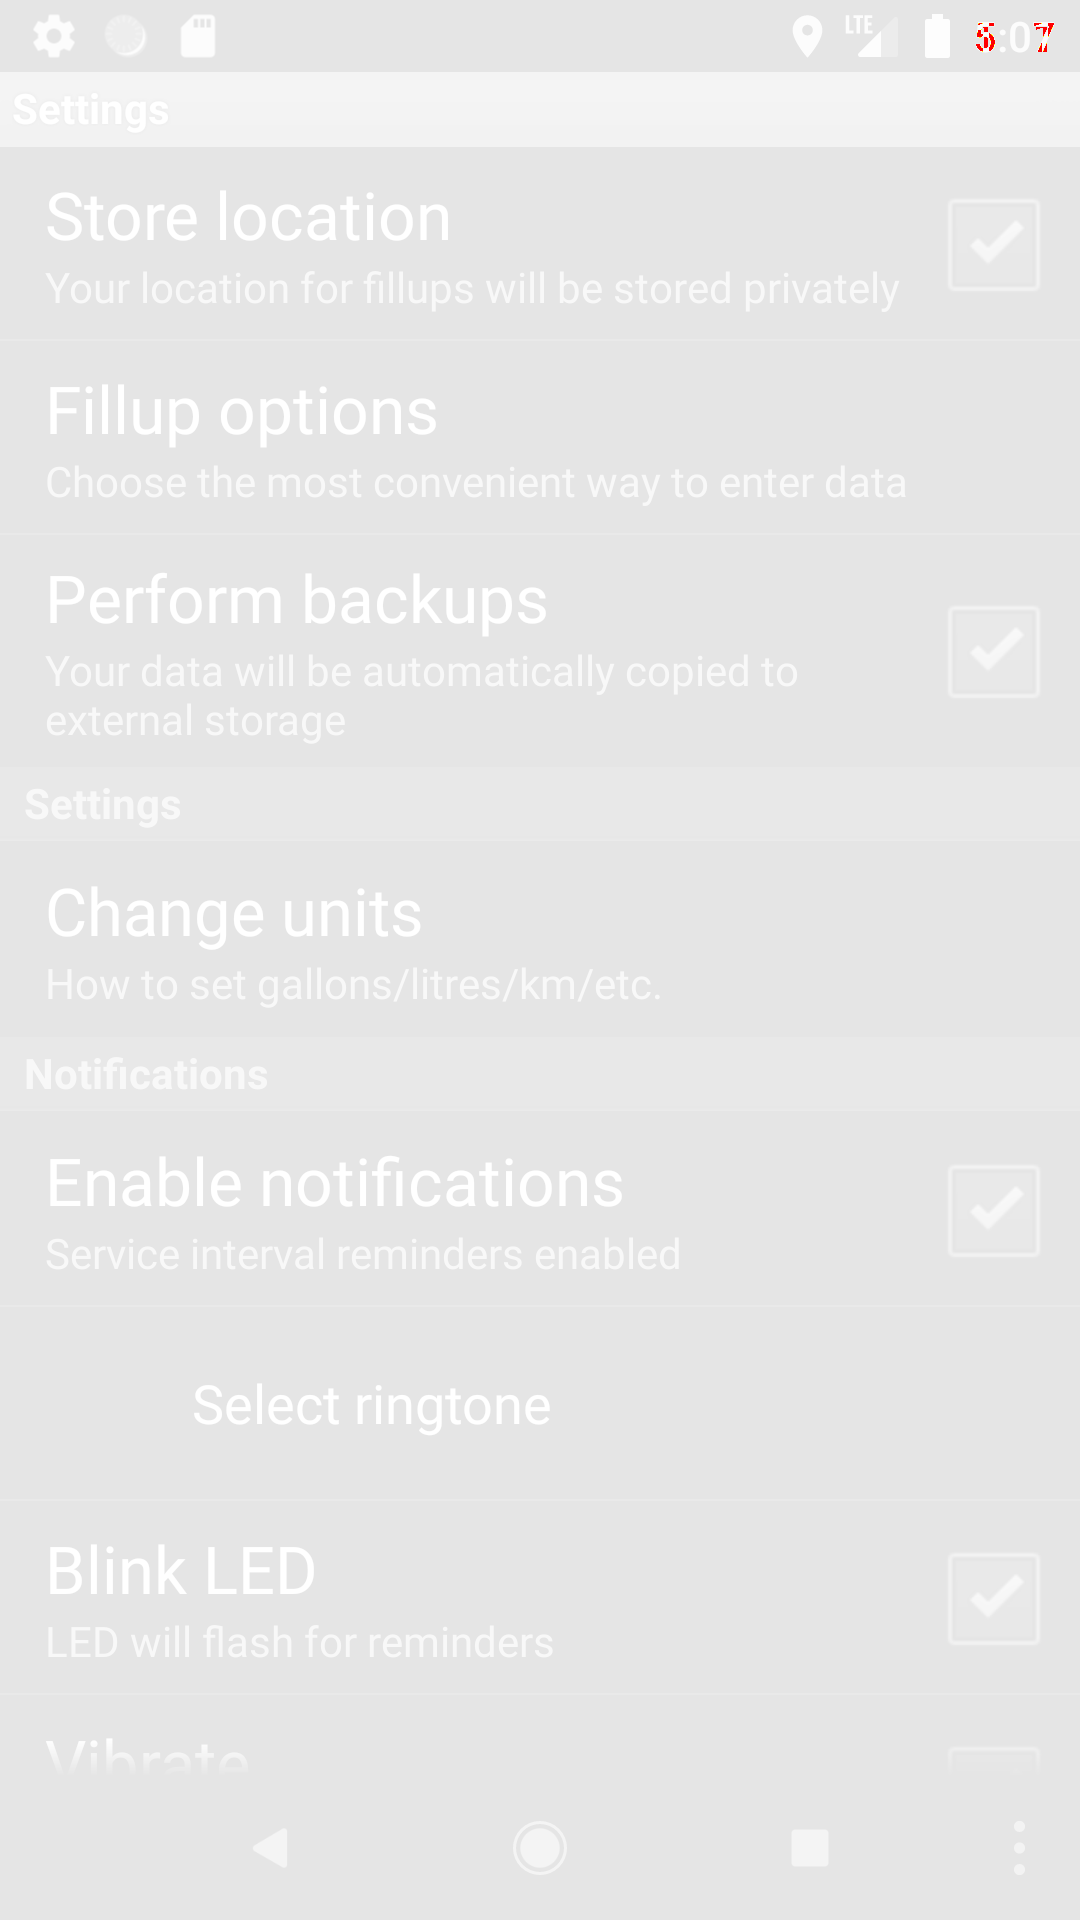 LTE
Settings
Store location
Your location for fillups will be stored privately
Fillup options
Choose the most convenient way to enter data
Perform backups
Your data will be automatically copied to
external storage
Settings
Change units
How to set gallons/litres/km/etc.
Notifications
Enable notifications
Service interval reminders enabled
Select ringtone
Blink LED
LED will flash for reminders
Vibrate